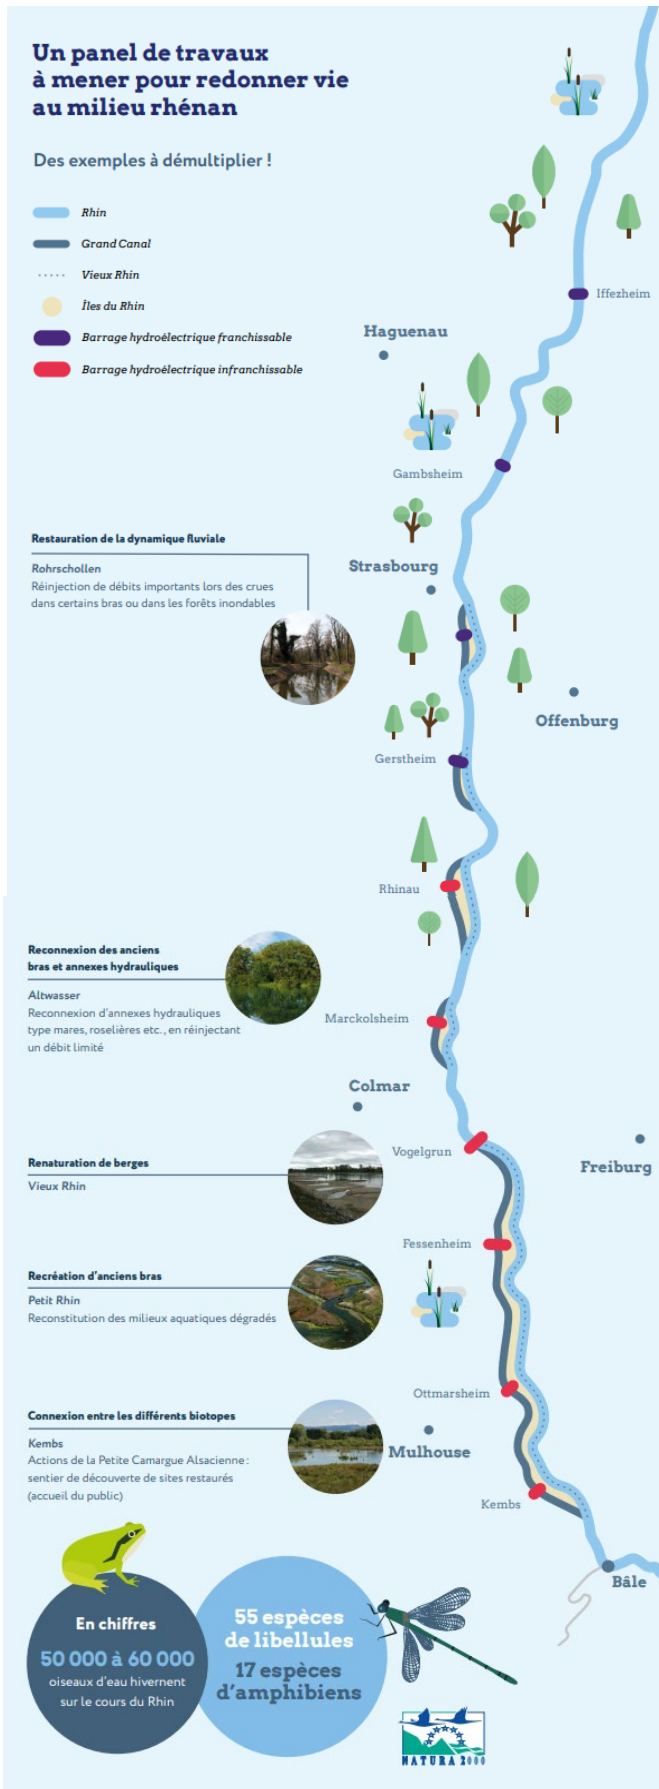 Un panel de travaux
à mener pour redonner vie
au milieu rhénan
Des exemples à démultiplier !
Rhin
Grand Canal
Vieux Rhin
Îles du Rhin
Barrage hydroélectrique franchissable
Barrage hydroélectrique infranchissable
Iffezheim
Haguenau
Gambsheim
Restauration de la dynamique fluviale
Rohrschollen
Réinjection de débits importants lors des crues
dans certains bras ou dans les forêts inondables
Strasbourg
Offenburg
Gerstheim
Rhinau
Reconnexion des anciens
bras et annexes hydrauliques
Altwasser
Reconnexion d'annexes hydrauliques
type mares, roselières etc., en réinjectant
un débit limité
Marckolsheim
Colmar
Vogelgrun
Freiburg
Renaturation de berges
Vieux Rhin
Fessenheim
Recréation d'anciens bras
Petit Rhin
Reconstitution des milieux aquatiques dégradés
Ottmarsheim
Connexion entre les différents biotopes
Kembs
Actions de la Petite Camargue Alsacienne :
sentier de découverte de sites restaurés
(accueil du public)
Mulhouse
Kembs
Bâle
En chiffres
50 000 à 60 000
oiseaux d'eau hivernent
sur le cours du Rhin
55 espèces
de libellules
17 espèces
d'amphibiens
NATURA 2000